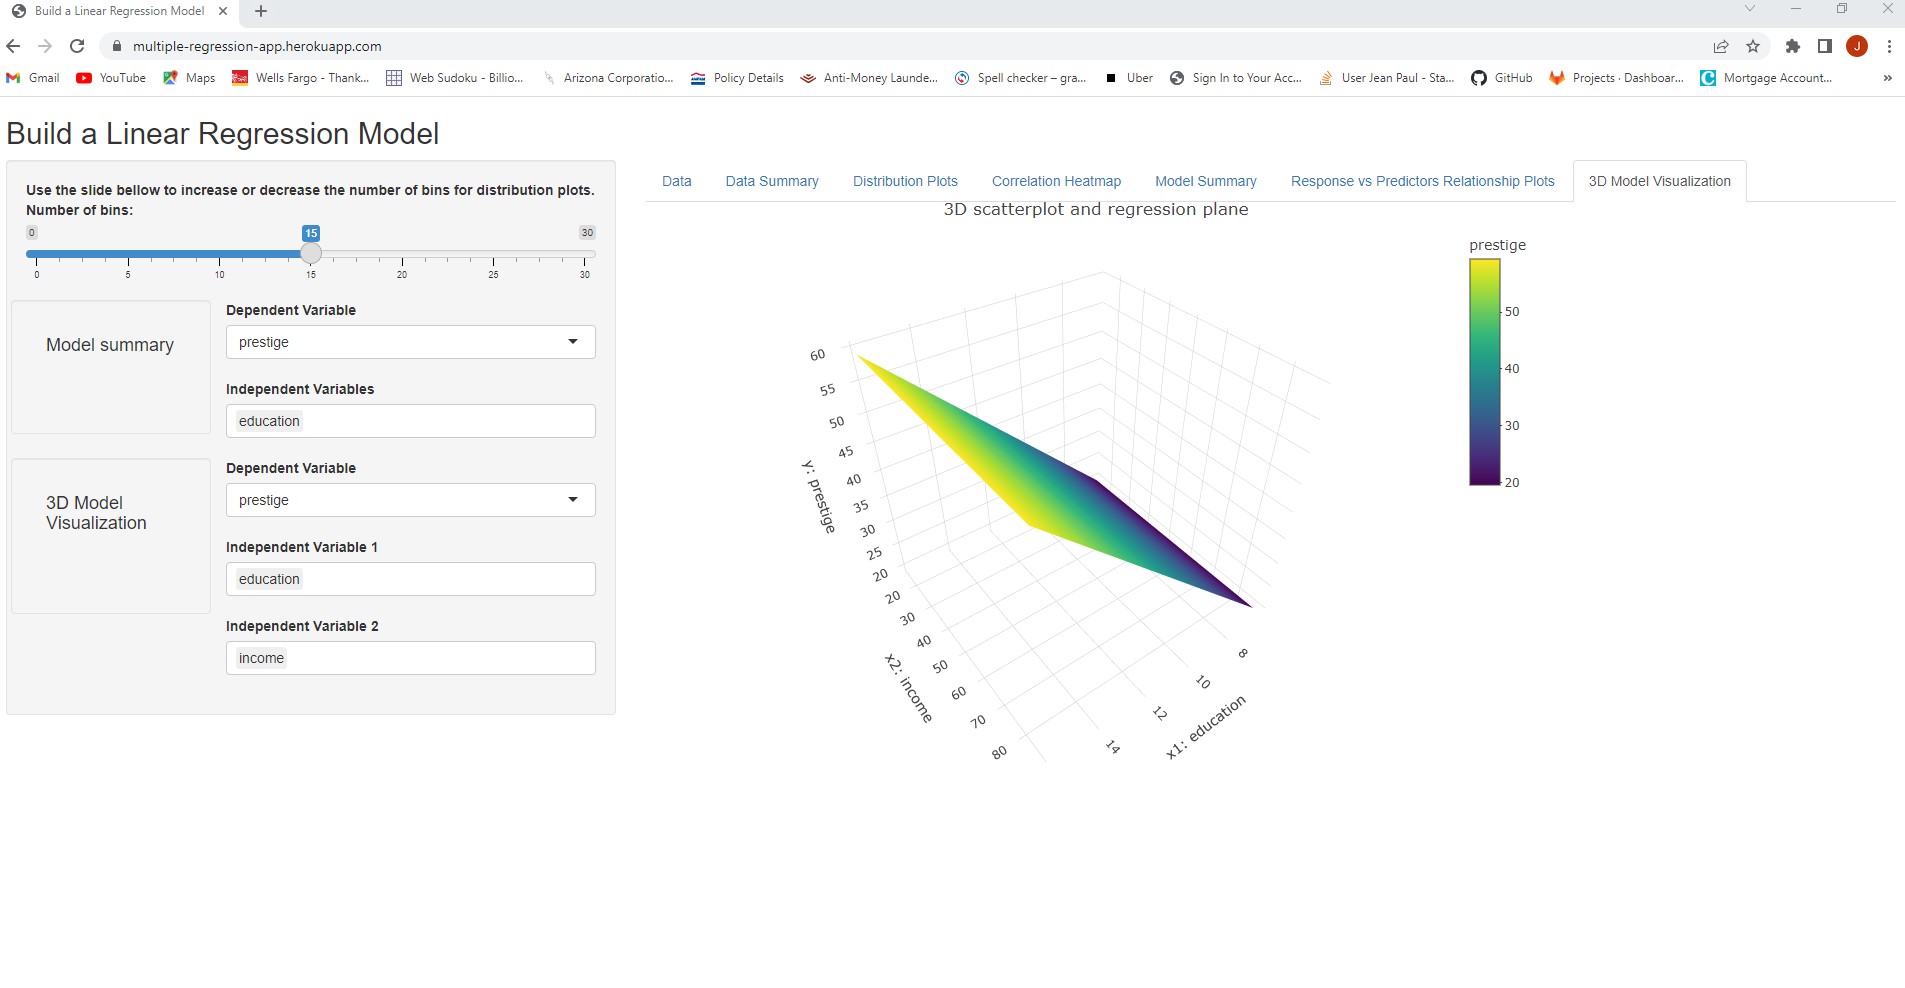 Build a Linear Regression Model
multiple-regression-app.herokuapp.com
J
Gmail YouTube Maps Wells Fargo - Thank... Web Sudoku - Billio... Arizona Corporatio... Policy Details Anti-Money Launde... Spell checker – gra... Uber Sign In to Your Acc... User Jean Paul - Sta... GitHub Projects · Dashboar... Mortgage Account... »
Build a Linear Regression Model
Use the slide bellow to increase or decrease the number of bins for distribution plots.
Number of bins:
0 15 30
0 5 10 15 20 25 30
Model summary
Dependent Variable
prestige
Independent Variables
education
3D Model
Visualization
Dependent Variable
prestige
Independent Variable 1
education
Independent Variable 2
income
Data Data Summary Distribution Plots Correlation Heatmap Model Summary Response vs Predictors Relationship Plots 3D Model Visualization
3D scatterplot and regression plane
prestige
50
40
30
20
60
55
50
45
40
35
30
25
20
y: prestige
20
30
40
50
60
70
80
x2: income
8
10
12
14
x1: education